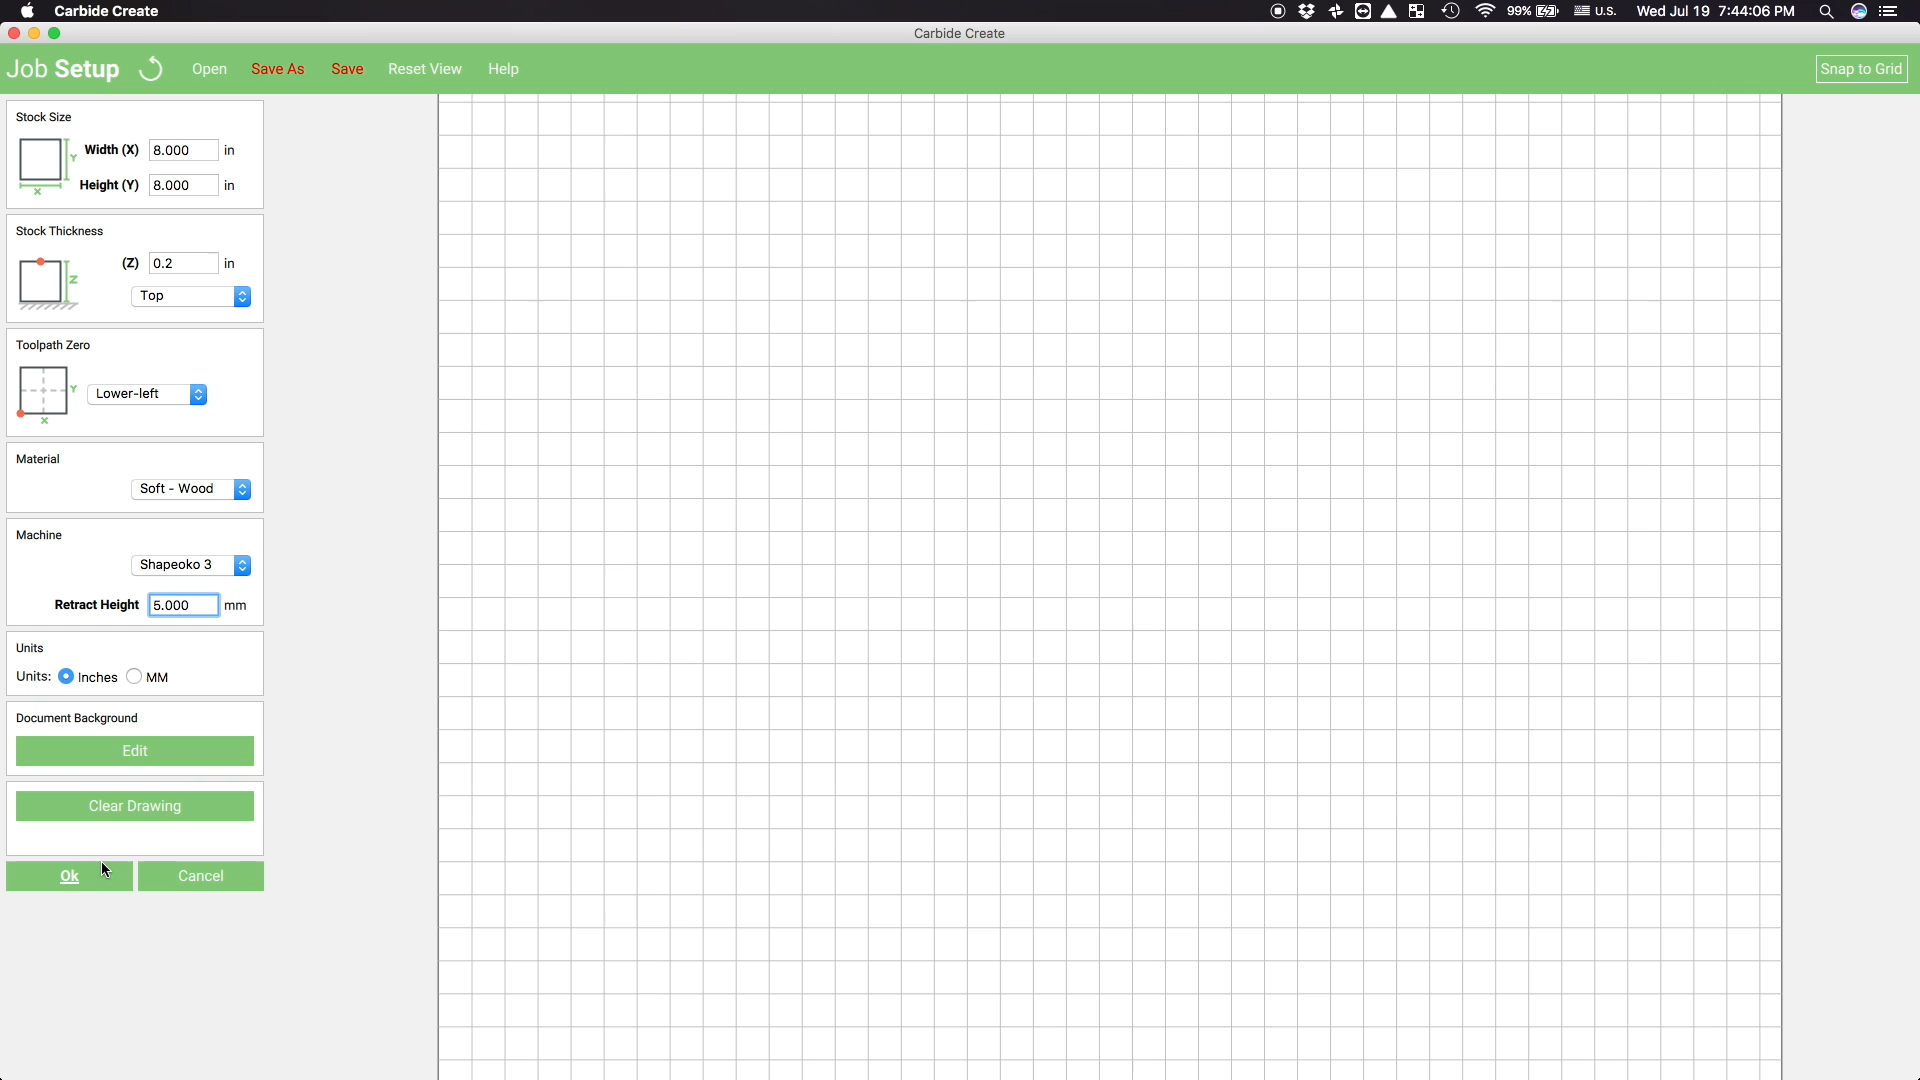 Carbide Create 99% U.S. Wed Jul 19 7:44:06 PM
Carbide Create
Job Setup Open Save As Save Reset View Help Snap to Grid
Stock Size
Width (X) 8.000 in
Y
Height (Y) 8.000 in
X
Stock Thickness
(Z) 0.2 in
Z
Top
Toolpath Zero
Y
Lower-left
X
Material
Soft - Wood
Machine
Shapeoko 3
Retract Height 5.000 mm
Units
Units: Inches MM
Document Background
Edit
Clear Drawing
Ok Cancel